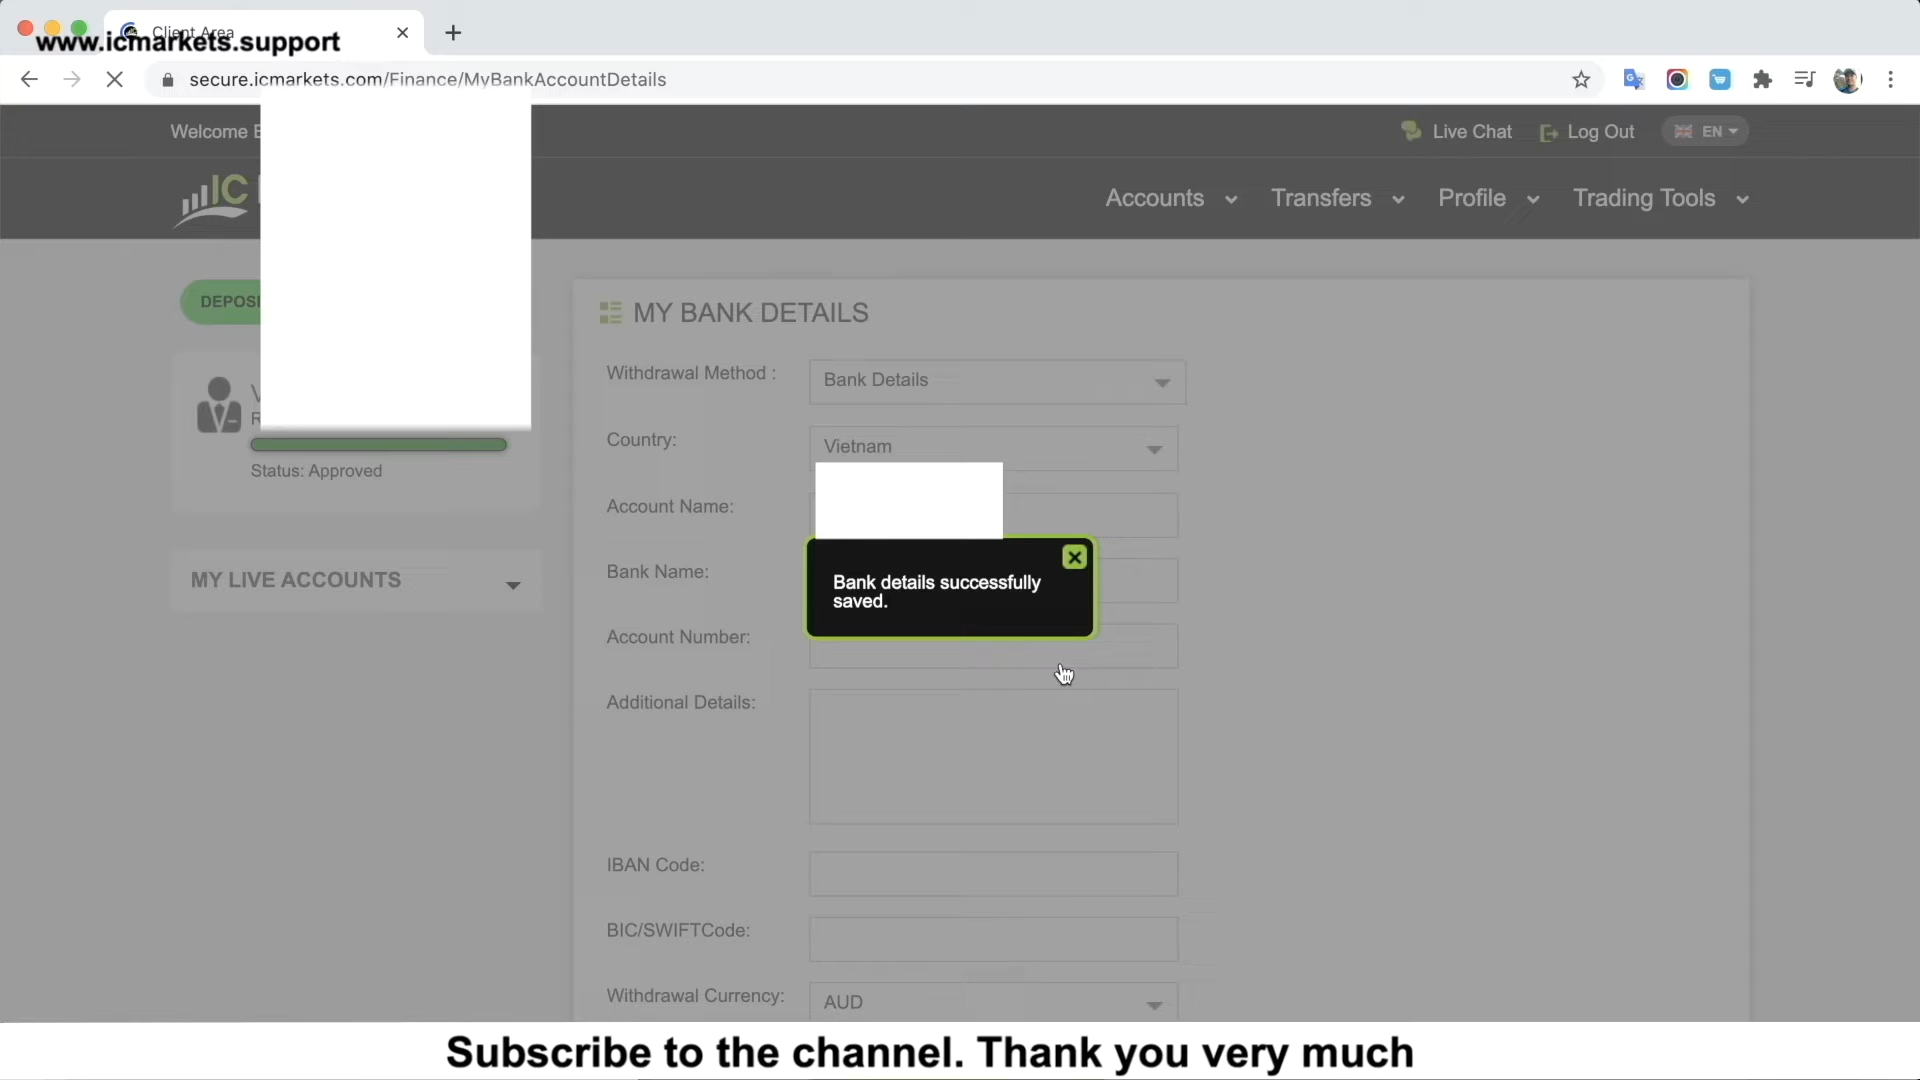 Client Area
www.icmarkets.support
secure.icmarkets.com/Finance/MyBankAccountDetails
Welcome
Live Chat
Log Out
EN
IC
Accounts
Transfers
Profile
Trading Tools
MY BANK DETAILS
Withdrawal Method :
Bank Details
Country:
Vietnam
Status: Approved
Account Name:
Bank Name:
MY LIVE ACCOUNTS
Bank details successfully
saved.
Account Number:
Additional Details:
IBAN Code:
BIC/SWIFTCode:
Withdrawal Currency:
AUD
Subscribe to the channel. Thank you very much